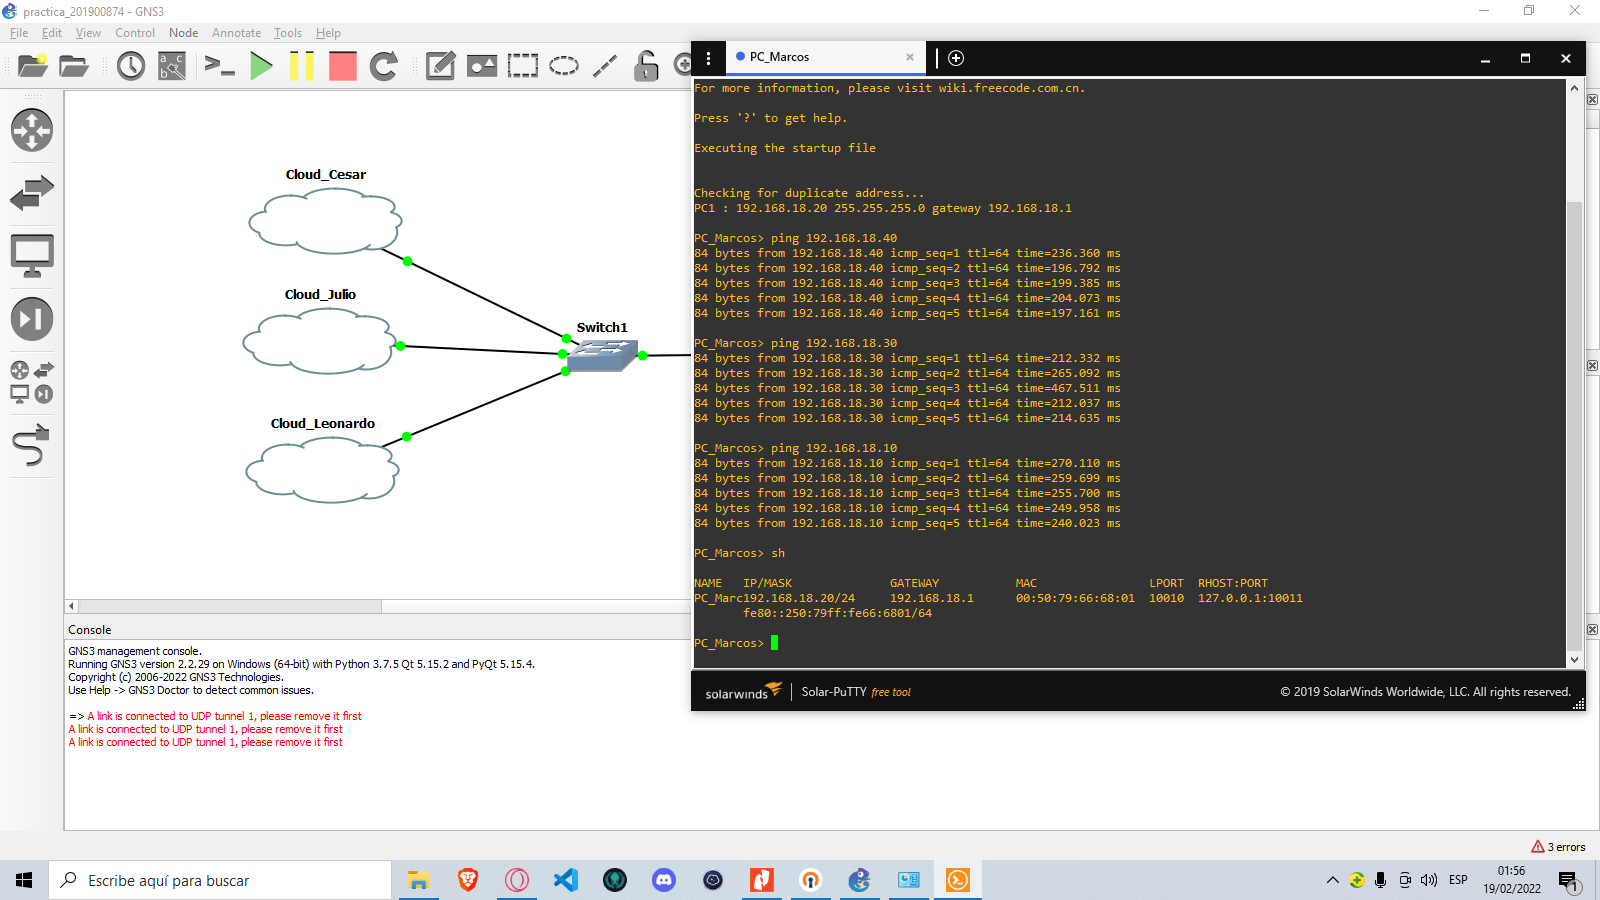 practica_201900874 - GNS3
File Edit View Control Node Annotate Tools Help
Cloud_Cesar
Cloud_Julio
Switch1
Cloud_Leonardo
PC_Marcos
For more information, please visit wiki.freecode.com.cn.
Press '?' to get help.
Executing the startup file
Checking for duplicate address...
PC1 : 192.168.18.20 255.255.255.0 gateway 192.168.18.1
PC_Marcos> ping 192.168.18.40
84 bytes from 192.168.18.40 icmp_seq=1 ttl=64 time=236.360 ms
84 bytes from 192.168.18.40 icmp_seq=2 ttl=64 time=196.792 ms
84 bytes from 192.168.18.40 icmp_seq=3 ttl=64 time=199.385 ms
84 bytes from 192.168.18.40 icmp_seq=4 ttl=64 time=204.073 ms
84 bytes from 192.168.18.40 icmp_seq=5 ttl=64 time=197.161 ms
PC_Marcos> ping 192.168.18.30
84 bytes from 192.168.18.30 icmp_seq=1 ttl=64 time=212.332 ms
84 bytes from 192.168.18.30 icmp_seq=2 ttl=64 time=265.092 ms
84 bytes from 192.168.18.30 icmp_seq=3 ttl=64 time=467.511 ms
84 bytes from 192.168.18.30 icmp_seq=4 ttl=64 time=212.037 ms
84 bytes from 192.168.18.30 icmp_seq=5 ttl=64 time=214.635 ms
PC_Marcos> ping 192.168.18.10
84 bytes from 192.168.18.10 icmp_seq=1 ttl=64 time=270.110 ms
84 bytes from 192.168.18.10 icmp_seq=2 ttl=64 time=259.699 ms
84 bytes from 192.168.18.10 icmp_seq=3 ttl=64 time=255.700 ms
84 bytes from 192.168.18.10 icmp_seq=4 ttl=64 time=249.958 ms
84 bytes from 192.168.18.10 icmp_seq=5 ttl=64 time=240.023 ms
PC_Marcos> sh
NAME IP/MASK GATEWAY MAC LPORT RHOST:PORT
PC_Marc192.168.18.20/24 192.168.18.1 00:50:79:66:68:01 10010 127.0.0.1:10011
fe80::250:79ff:fe66:6801/64
PC_Marcos>
solarwinds Solar-PuTTY free tool © 2019 SolarWinds Worldwide, LLC. All rights reserved.
Console
GNS3 management console.
Running GNS3 version 2.2.29 on Windows (64-bit) with Python 3.7.5 Qt 5.15.2 and PyQt 5.15.4.
Copyright (c) 2006-2022 GNS3 Technologies.
Use Help -> GNS3 Doctor to detect common issues.
=> A link is connected to UDP tunnel 1, please remove it first
A link is connected to UDP tunnel 1, please remove it first
A link is connected to UDP tunnel 1, please remove it first
3 errors
Escribe aquí para buscar
ESP
01:56
19/02/2022
1